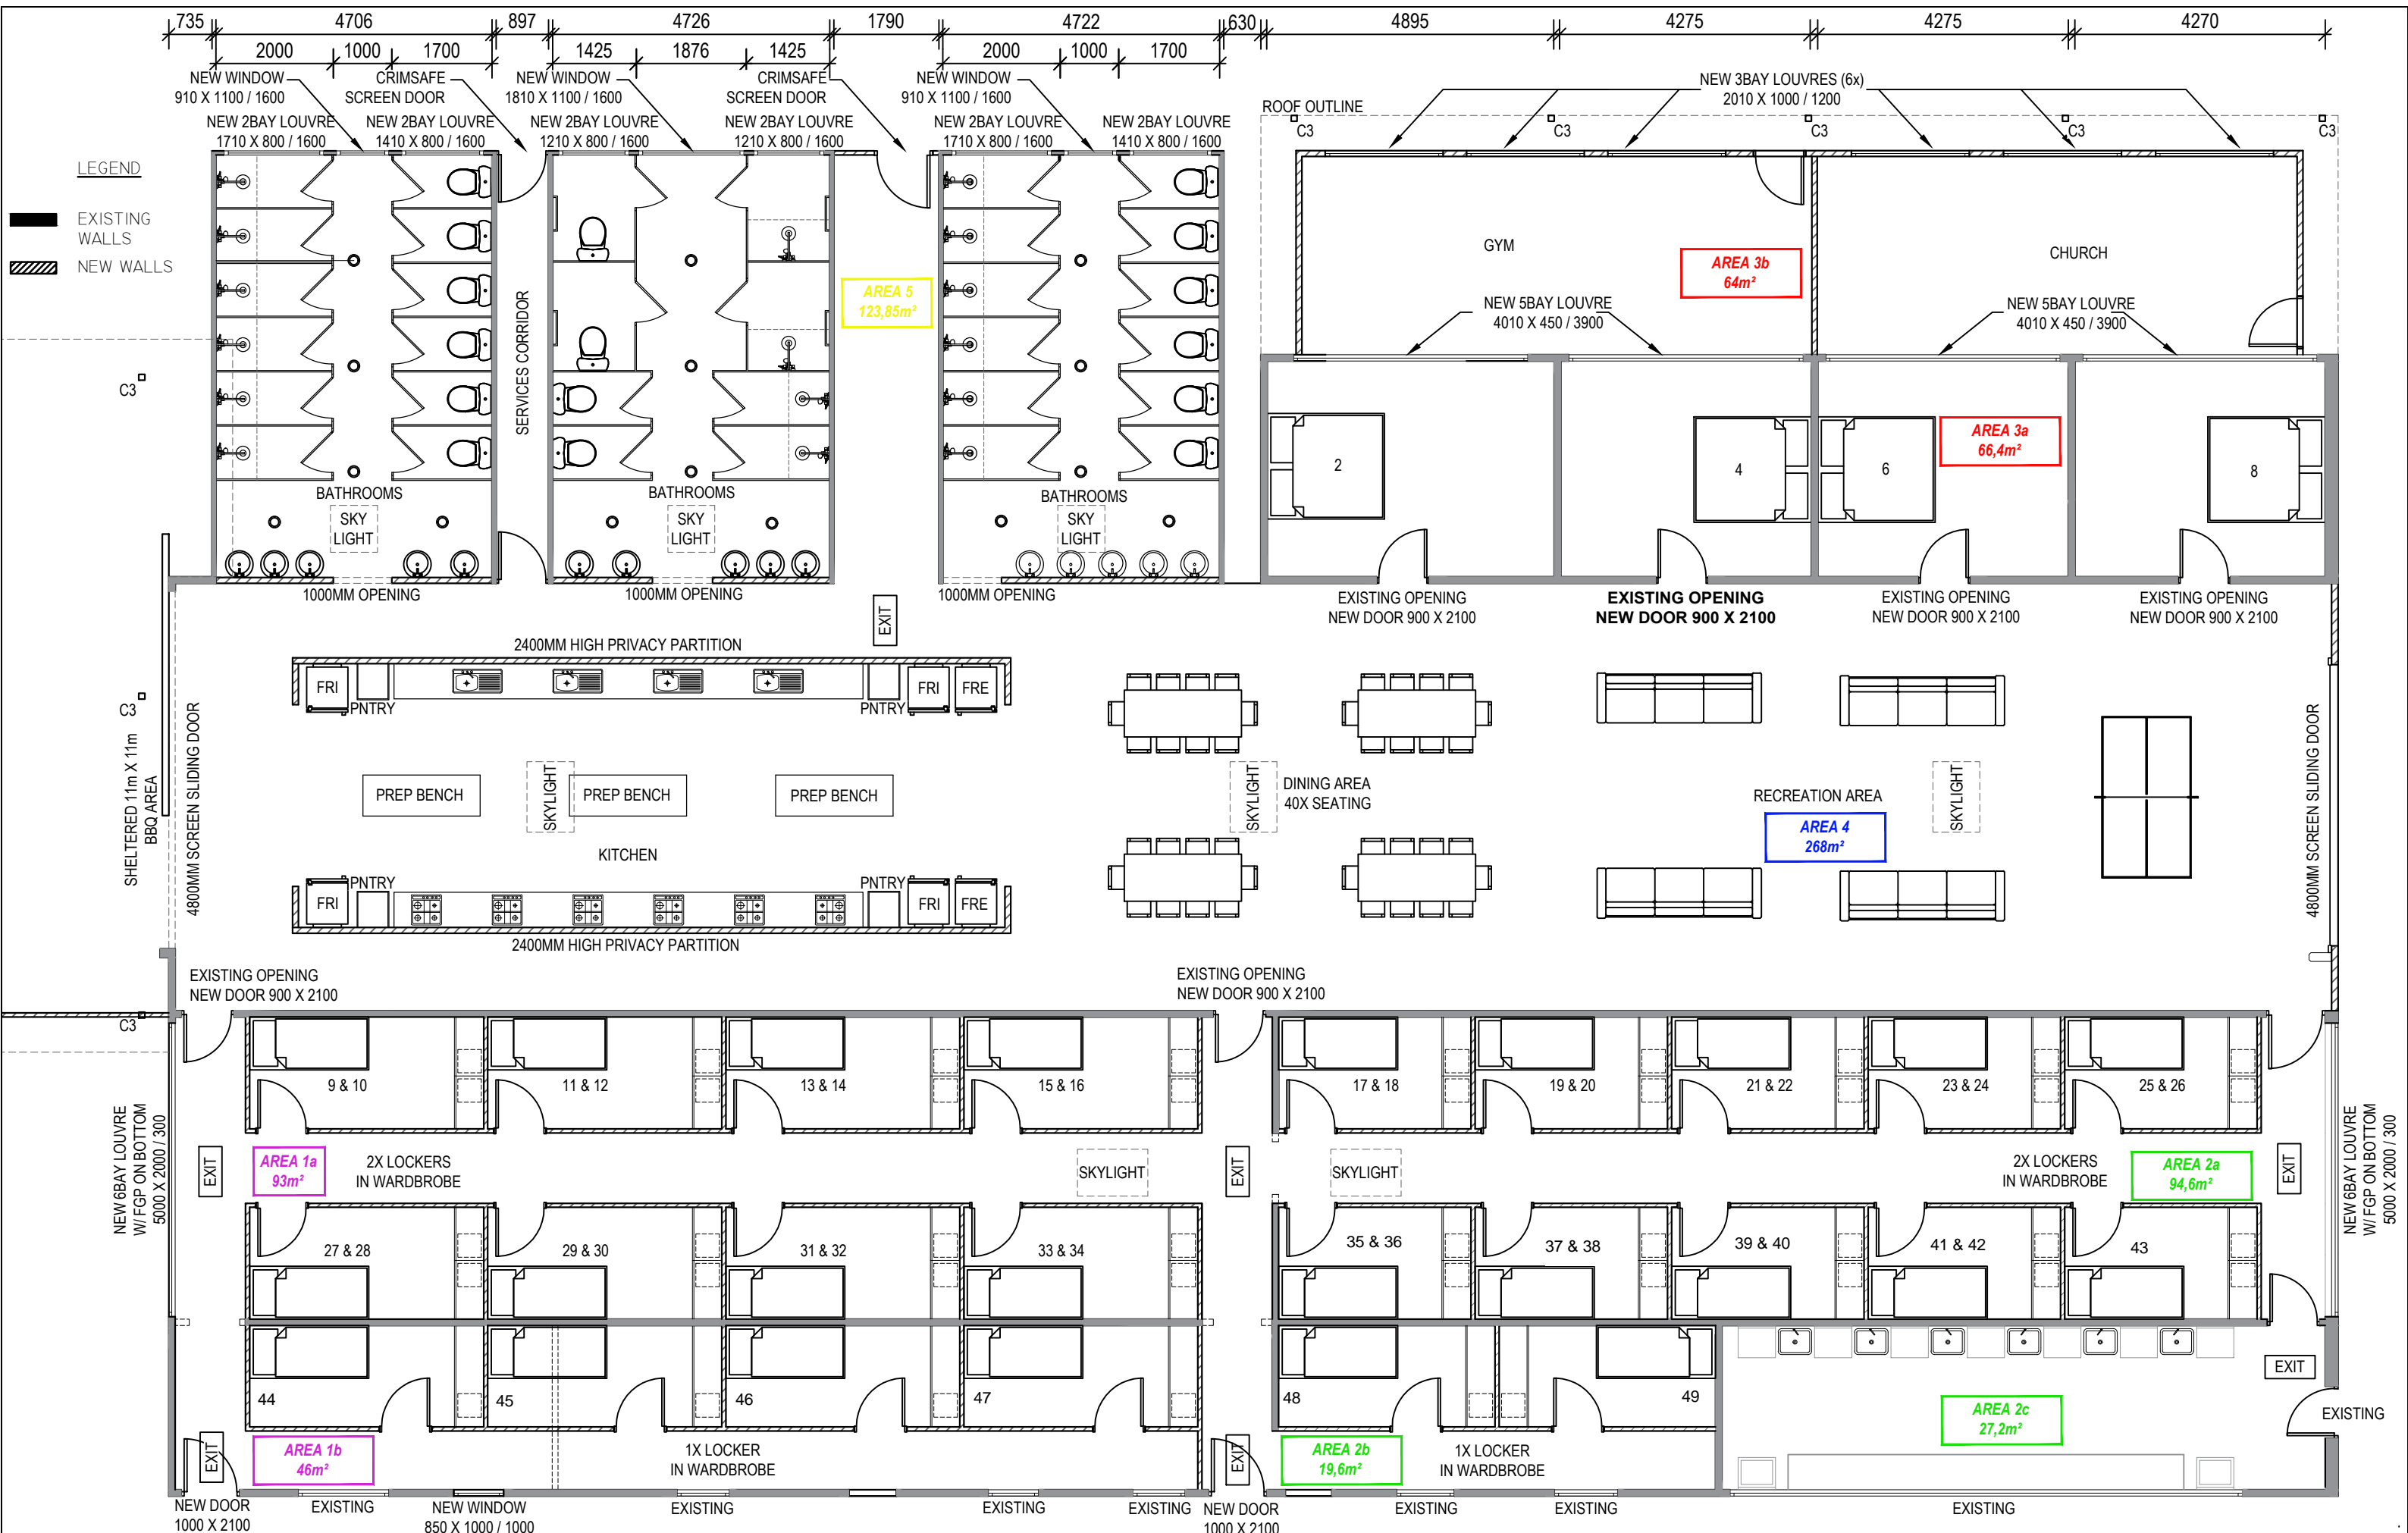 735
4706
897
4726
1790
4722
630
4895
4275
4275
4270
2000
1000
1700
1425
1876
1425
2000
1000
1700
NEW WINDOW
910 X 1100 / 1600
CRIMSAFE
SCREEN DOOR
NEW WINDOW
1810 X 1100 / 1600
CRIMSAFE
SCREEN DOOR
NEW WINDOW
910 X 1100 / 1600
NEW 3BAY LOUVRES (6x)
2010 X 1000 / 1200
ROOF OUTLINE
NEW 2BAY LOUVRE
1710 X 800 / 1600
NEW 2BAY LOUVRE
1410 X 800 / 1600
NEW 2BAY LOUVRE
1210 X 800 / 1600
NEW 2BAY LOUVRE
1210 X 800 / 1600
NEW 2BAY LOUVRE
1710 X 800 / 1600
NEW 2BAY LOUVRE
1410 X 800 / 1600
C3
C3
C3
C3
C3
LEGEND
EXISTING
WALLS
NEW WALLS
SERVICES CORRIDOR
AREA 5
123,85m²
GYM
AREA 3b
64m²
CHURCH
NEW 5BAY LOUVRE
4010 X 450 / 3900
NEW 5BAY LOUVRE
4010 X 450 / 3900
C3
2
4
6
AREA 3a
66,4m²
8
BATHROOMS
SKY
LIGHT
BATHROOMS
SKY
LIGHT
BATHROOMS
SKY
LIGHT
1000MM OPENING
1000MM OPENING
1000MM OPENING
EXISTING OPENING
NEW DOOR 900 X 2100
EXISTING OPENING
NEW DOOR 900 X 2100
EXISTING OPENING
NEW DOOR 900 X 2100
EXISTING OPENING
NEW DOOR 900 X 2100
EXIT
2400MM HIGH PRIVACY PARTITION
FRI
PNTRY
PNTRY
FRI
FRE
C3
SHELTERED 11m X 11m
BBQ AREA
4800MM SCREEN SLIDING DOOR
PREP BENCH
SKYLIGHT
PREP BENCH
PREP BENCH
KITCHEN
SKYLIGHT
DINING AREA
40X SEATING
RECREATION AREA
AREA 4
268m²
SKYLIGHT
4800MM SCREEN SLIDING DOOR
FRI
PNTRY
PNTRY
FRI
FRE
2400MM HIGH PRIVACY PARTITION
EXISTING OPENING
NEW DOOR 900 X 2100
EXISTING OPENING
NEW DOOR 900 X 2100
C3
9 & 10
11 & 12
13 & 14
15 & 16
17 & 18
19 & 20
21 & 22
23 & 24
25 & 26
NEW 6BAY LOUVRE
W/ FGP ON BOTTOM
5000 X 2000 / 300
EXIT
AREA 1a
93m²
2X LOCKERS
IN WARDBROBE
SKYLIGHT
EXIT
SKYLIGHT
2X LOCKERS
IN WARDBROBE
AREA 2a
94,6m²
EXIT
NEW 6BAY LOUVRE
W/ FGP ON BOTTOM
5000 X 2000 / 300
27 & 28
29 & 30
31 & 32
33 & 34
35 & 36
37 & 38
39 & 40
41 & 42
43
44
45
46
47
48
49
EXIT
EXISTING
EXIT
AREA 1b
46m²
1X LOCKER
IN WARDBROBE
EXIT
AREA 2b
19,6m²
1X LOCKER
IN WARDBROBE
AREA 2c
27,2m²
NEW DOOR
1000 X 2100
EXISTING
NEW WINDOW
850 X 1000 / 1000
EXISTING
EXISTING
EXISTING
NEW DOOR
1000 X 2100
EXISTING
EXISTING
EXISTING